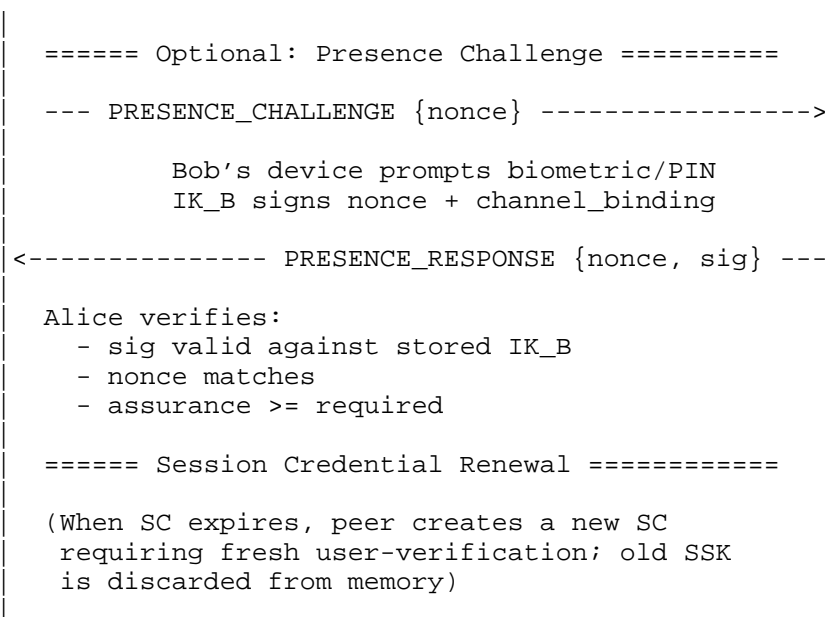 ====== Optional: Presence Challenge ==========
--- PRESENCE_CHALLENGE {nonce} ----------------->
Bob's device prompts biometric/PIN
IK_B signs nonce + channel_binding
<--------------- PRESENCE_RESPONSE {nonce, sig} ---
Alice verifies:
- sig valid against stored IK_B
- nonce matches
- assurance >= required
====== Session Credential Renewal ============
(When SC expires, peer creates a new SC
requiring fresh user-verification; old SSK
is discarded from memory)